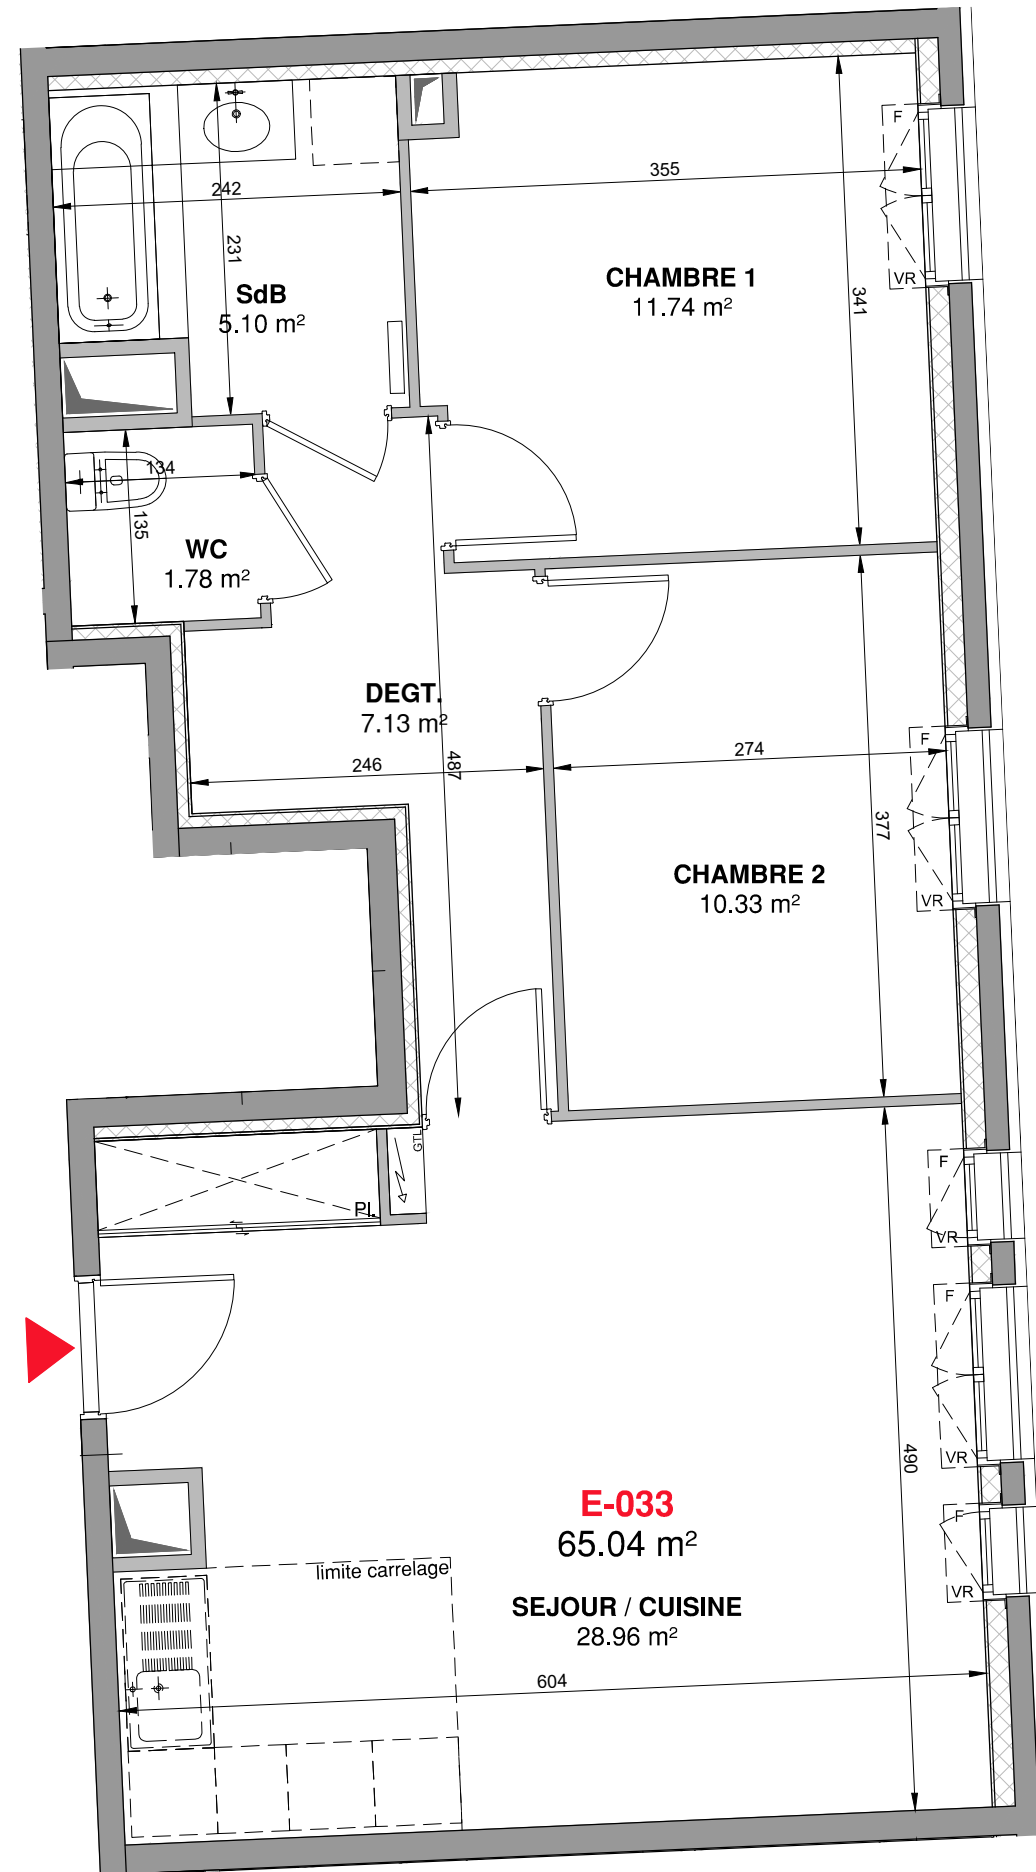 F
355
242
231
CHAMBRE 1
11.74 m²
VR
SdB
5.10 m²
341
134
135
WC
1.78 m²
DEGT.
7.13 m²
487
246
F
274
377
CHAMBRE 2
10.33 m²
VR
GTL
F
PL.
VR
F
490
VR
E-033
65.04 m²
F
limite carrelage
VR
SEJOUR / CUISINE
28.96 m²
604